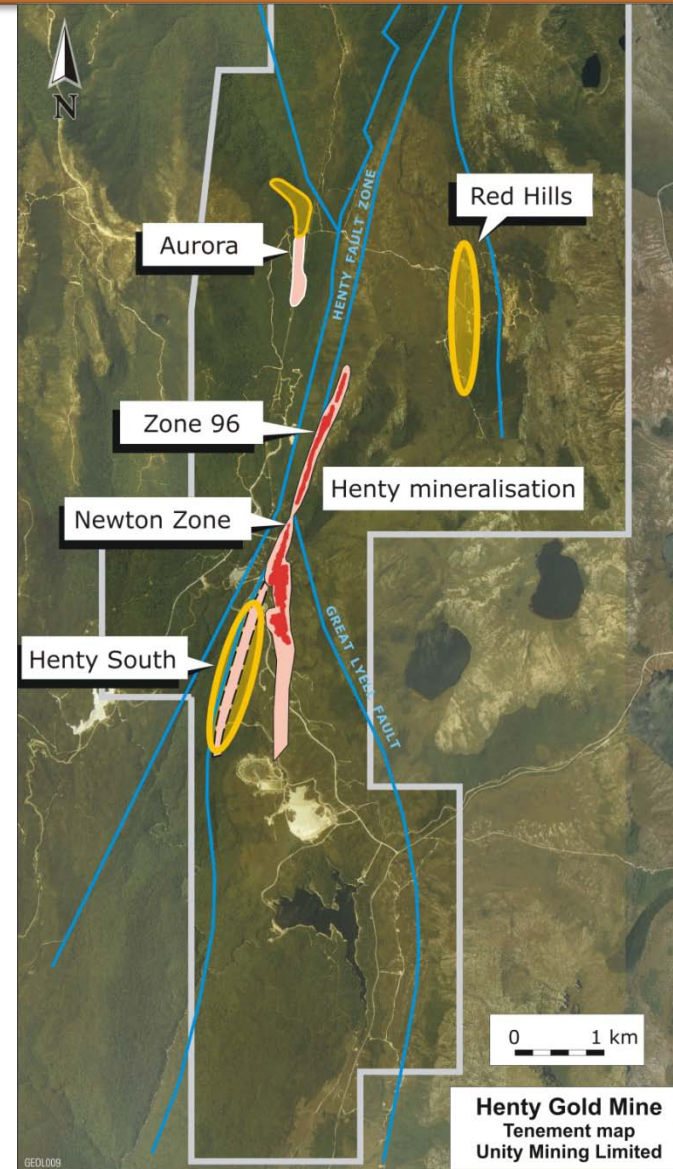 N
Red Hills
Aurora
HENTY FAULT ZONE
Zone 96
Henty mineralisation
Newton Zone
GREAT LYELL FAULT
Henty South
0 1 km
Henty Gold Mine
Tenement map
Unity Mining Limited
GEOL009